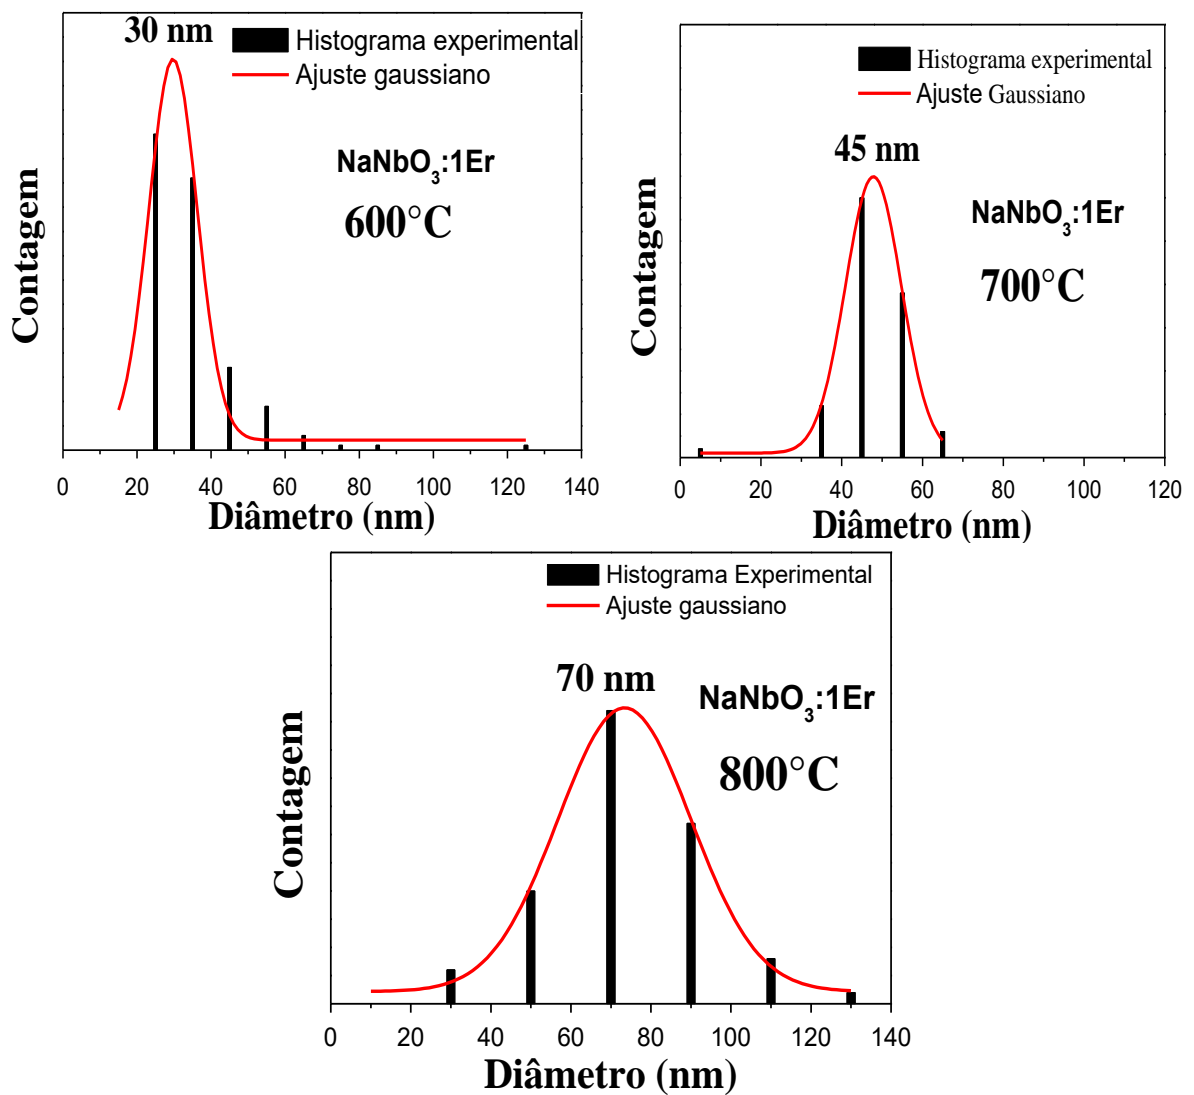 30 nm
Histograma experimental
Ajuste gaussiano
NaNbO₃:1Er
600°C
Contagem
0 20 40 60 80 100 120 140
Diâmetro (nm)
Histograma experimental
Ajuste Gaussiano
45 nm
NaNbO₃:1Er
700°C
Contagem
0 20 40 60 80 100 120
Diâmetro (nm)
Histograma Experimental
Ajuste gaussiano
70 nm
NaNbO₃:1Er
800°C
Contagem
0 20 40 60 80 100 120 140
Diâmetro (nm)